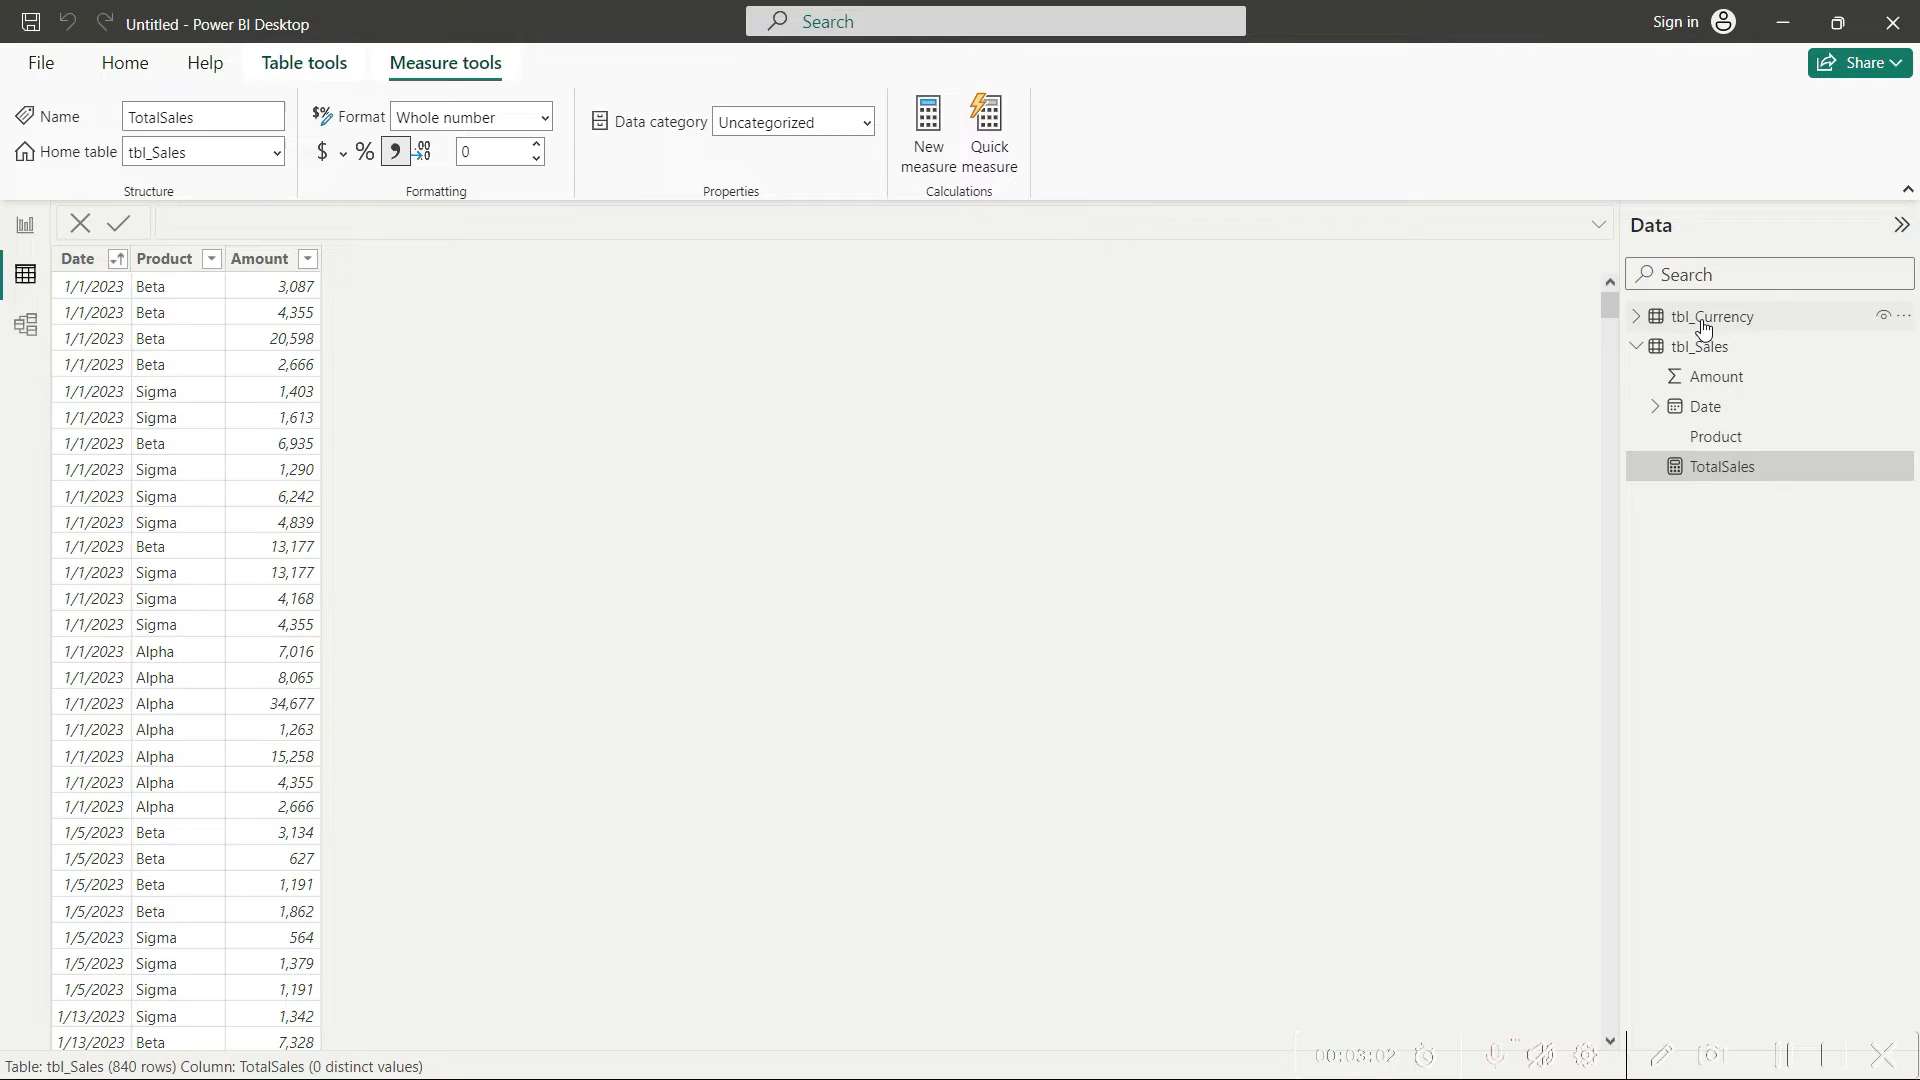 Untitled - Power BI Desktop
Search
Sign in
File
Home
Help
Table tools
Measure tools
Share
Name
TotalSales
Format
Whole number
Data category
Uncategorized
New measure
Quick measure
Home table
tbl_Sales
$
%
,
.00
0
Structure
Formatting
Properties
Calculations
Date Product Amount
1/1/2023 Beta 3,087
1/1/2023 Beta 4,355
1/1/2023 Beta 20,598
1/1/2023 Beta 2,666
1/1/2023 Sigma 1,403
1/1/2023 Sigma 1,613
1/1/2023 Beta 6,935
1/1/2023 Sigma 1,290
1/1/2023 Sigma 6,242
1/1/2023 Sigma 4,839
1/1/2023 Beta 13,177
1/1/2023 Sigma 13,177
1/1/2023 Sigma 4,168
1/1/2023 Sigma 4,355
1/1/2023 Alpha 7,016
1/1/2023 Alpha 8,065
1/1/2023 Alpha 34,677
1/1/2023 Alpha 1,263
1/1/2023 Alpha 15,258
1/1/2023 Alpha 4,355
1/1/2023 Alpha 2,666
1/5/2023 Beta 3,134
1/5/2023 Beta 627
1/5/2023 Beta 1,191
1/5/2023 Beta 1,862
1/5/2023 Sigma 564
1/5/2023 Sigma 1,379
1/5/2023 Sigma 1,191
1/13/2023 Sigma 1,342
1/13/2023 Beta 7,328
Data
Search
tbl_Currency
tbl_Sales
Amount
Date
Product
TotalSales
00:03:02
Table: tbl_Sales (840 rows) Column: TotalSales (0 distinct values)